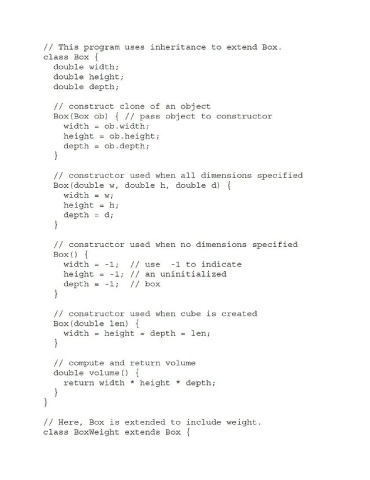 // This program uses inheritance to extend Box.
class Box {
  double width;
  double height;
  double depth;

  // construct clone of an object
  Box(Box ob) { // pass object to constructor
    width = ob.width;
    height = ob.height;
    depth = ob.depth;
  }

  // constructor used when all dimensions specified
  Box(double w, double h, double d) {
    width = w;
    height = h;
    depth = d;
  }

  // constructor used when no dimensions specified
  Box() {
    width = -1;  // use  -1 to indicate
    height = -1; // an uninitialized
    depth = -1;  // box
  }

  // constructor used when cube is created
  Box(double len) {
    width = height = depth = len;
  }

  // compute and return volume
  double volume() {
    return width * height * depth;
  }
}

// Here, Box is extended to include weight.
class BoxWeight extends Box {